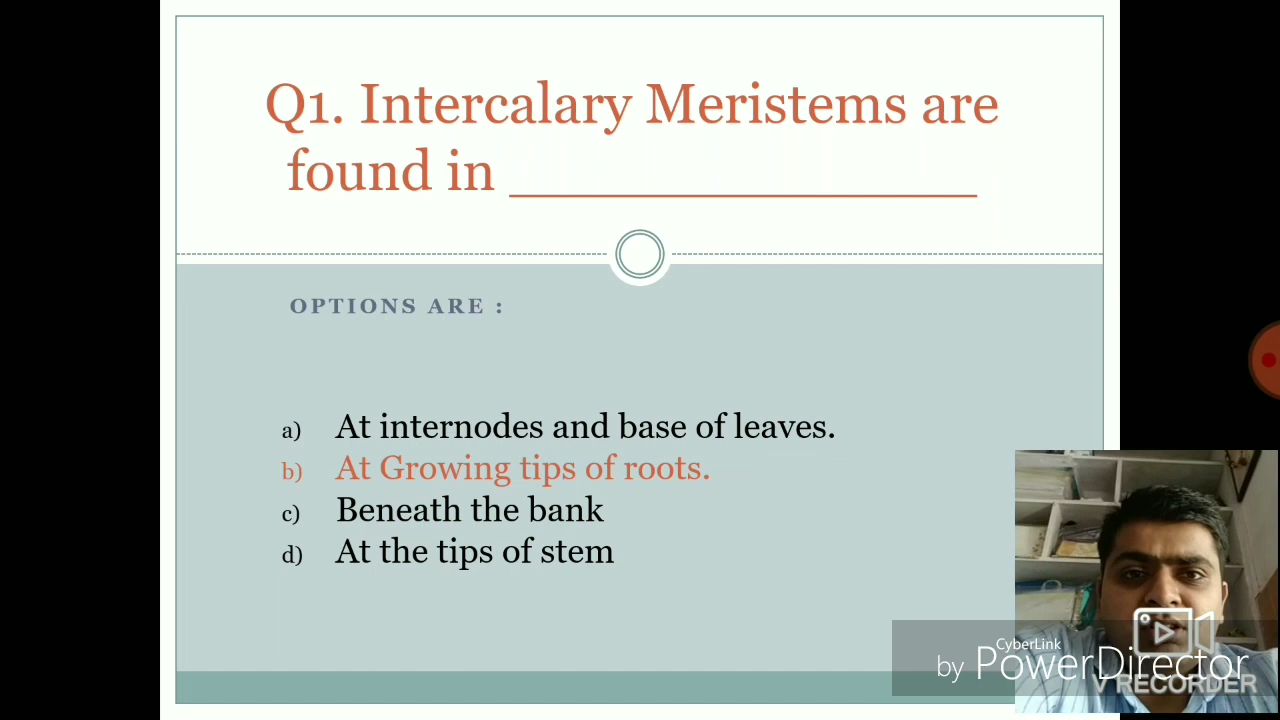 Q1. Intercalary Meristems are
found in ________________
OPTIONS ARE :
a) At internodes and base of leaves.
b) At Growing tips of roots.
c) Beneath the bank
d) At the tips of stem
CyberLink
by PowerDirector
V RECORDER